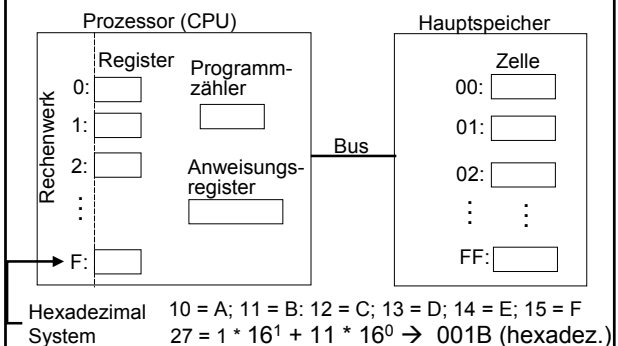 Prozessor (CPU)
Hauptspeicher
Rechenwerk
Register
0:
1:
2:
⋮
F:
Programm-
zähler
Anweisungs-
register
Bus
Zelle
00:
01:
02:
⋮ ⋮
FF:
Hexadezimal
System
10 = A; 11 = B: 12 = C; 13 = D; 14 = E; 15 = F
27 = 1 * 16¹ + 11 * 16⁰ → 001B (hexadez.)